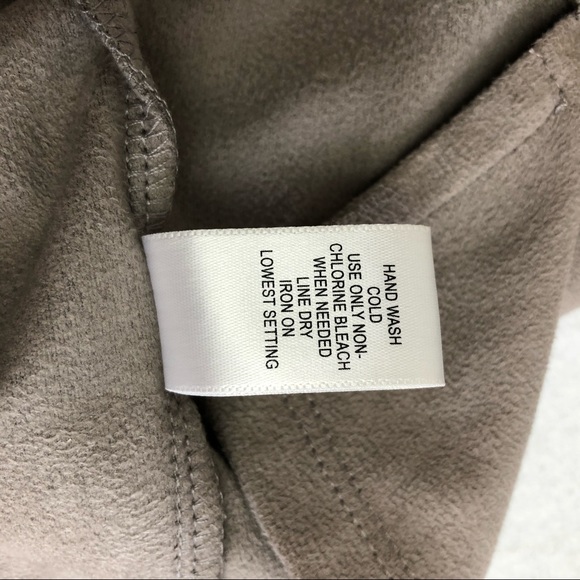 HAND WASH
COLD
USE ONLY NON-
CHLORINE BLEACH
WHEN NEEDED
LINE DRY
IRON ON
LOWEST SETTING